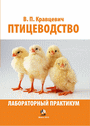 В. П. Кравцевич
ПТИЦЕВОДСТВО
ЛАБОРАТОРНЫЙ ПРАКТИКУМ